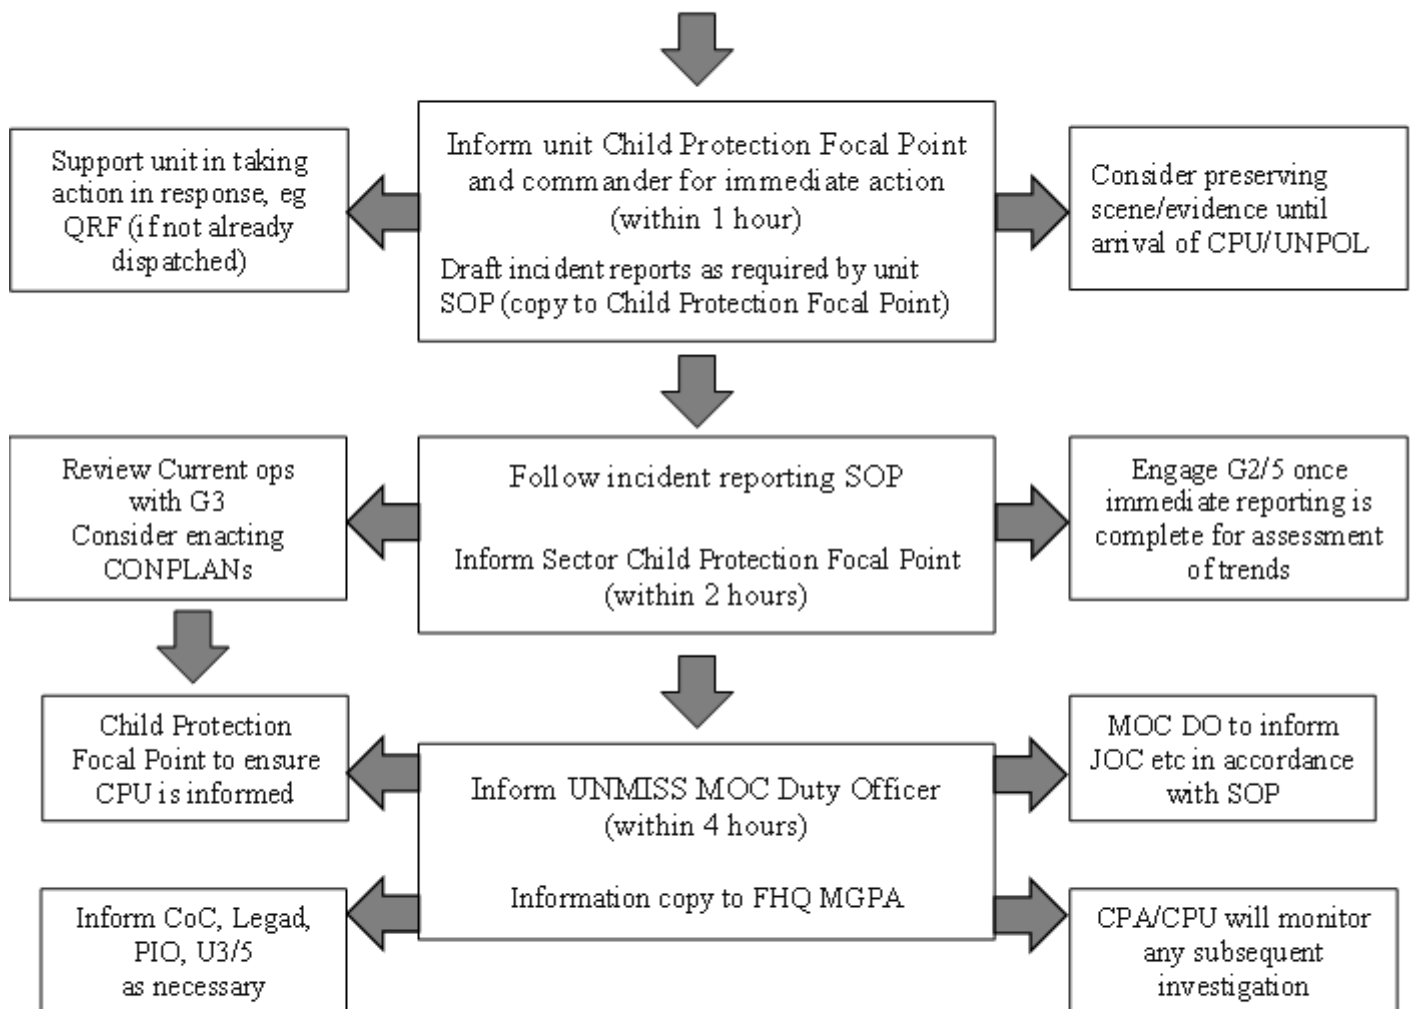 Support unit in taking
action in response, eg
QRF (if not already
dispatched)
Inform unit Child Protection Focal Point
and commander for immediate action
(within 1 hour)
Draft incident reports as required by unit
SOP (copy to Child Protection Focal Point)
Consider preserving
scene/evidence until
arrival of CPU/UNPOL
Review Current ops
with G3
Consider enacting
CONPLANs
Follow incident reporting SOP
Inform Sector Child Protection Focal Point
(within 2 hours)
Engage G2/5 once
immediate reporting is
complete for assessment
of trends
Child Protection
Focal Point to ensure
CPU is informed
Inform UNMISS MOC Duty Officer
(within 4 hours)
Information copy to FHQ MGPA
MOC DO to inform
JOC etc in accordance
with SOP
Inform CoC, Legad,
PIO, U3/5
as necessary
CPA/CPU will monitor
any subsequent
investigation